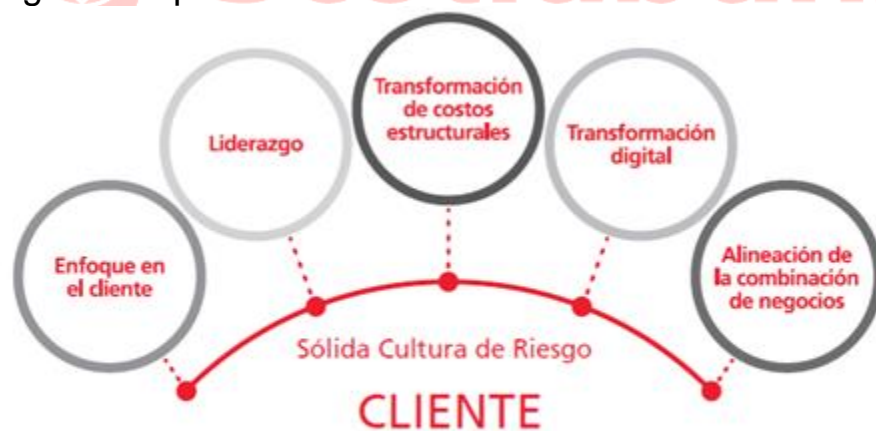 Transformación
de costos
estructurales
Liderazgo
Transformación
digital
Enfoque en
el cliente
Alineación de
la combinación
de negocios
Sólida Cultura de Riesgo
CLIENTE